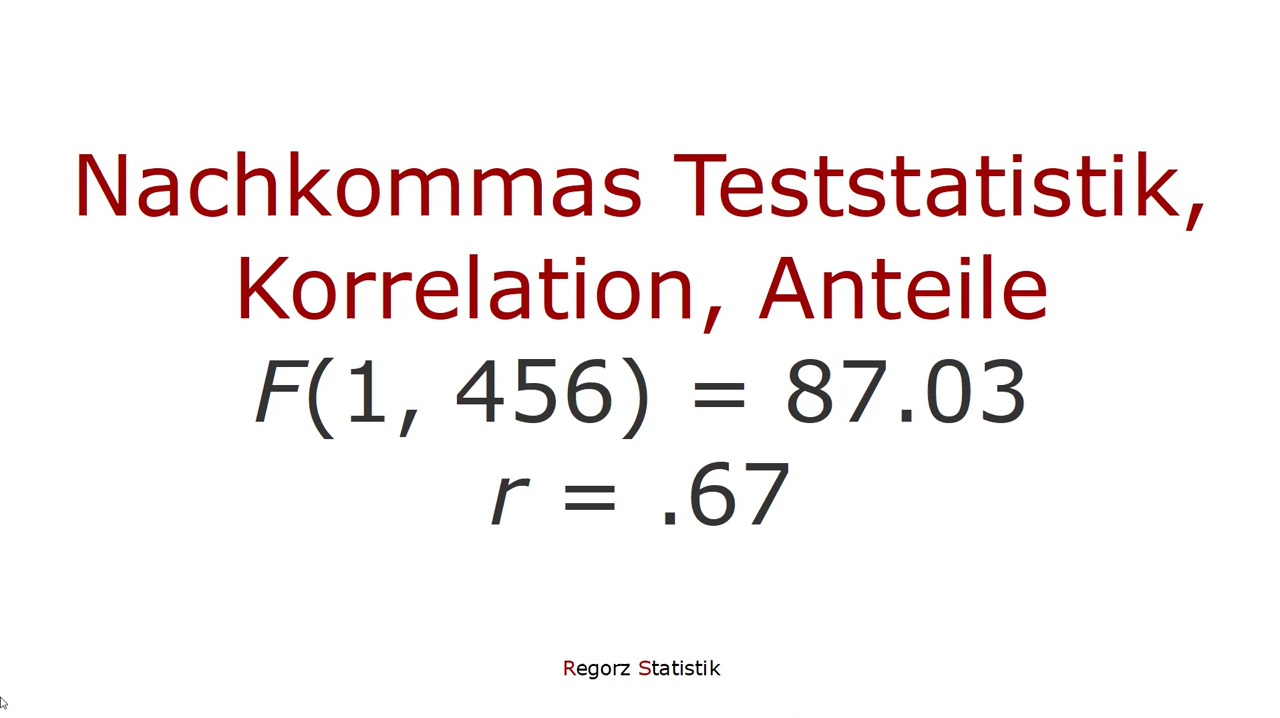 Nachkommas Teststatistik,
Korrelation, Anteile
F(1, 456) = 87.03
r = .67
Regorz Statistik